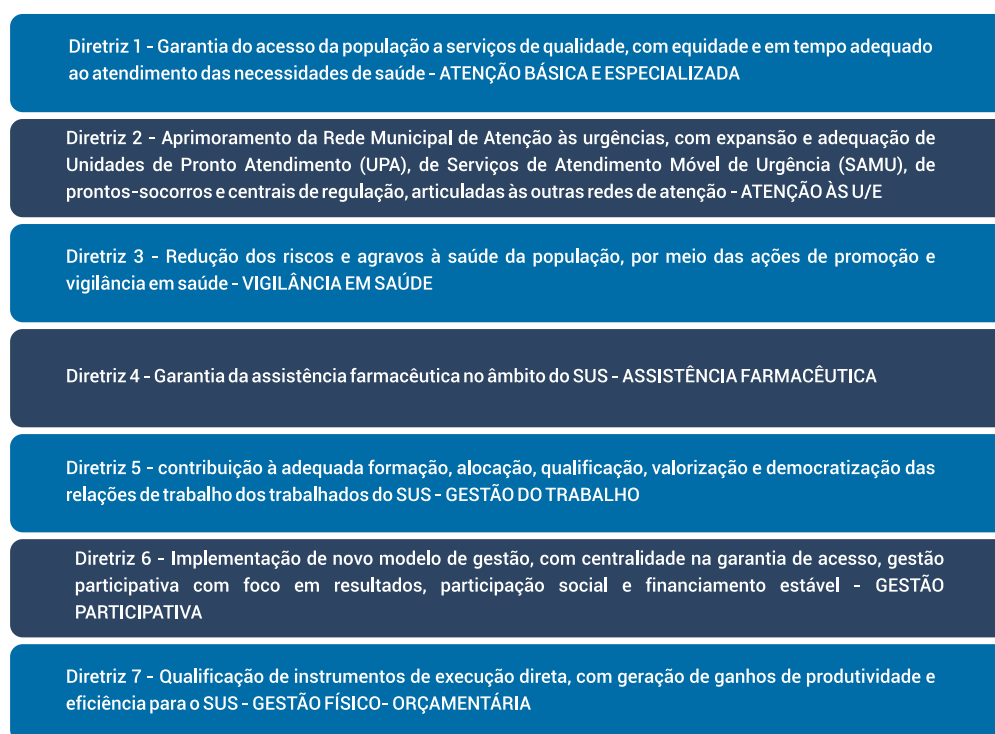 Diretriz 1 - Garantia do acesso da população a serviços de qualidade, com equidade e em tempo adequado
ao atendimento das necessidades de saúde - ATENÇÃO BÁSICA E ESPECIALIZADA
Diretriz 2 - Aprimoramento da Rede Municipal de Atenção às urgências, com expansão e adequação de
Unidades de Pronto Atendimento (UPA), de Serviços de Atendimento Móvel de Urgência (SAMU), de
prontos-socorros e centrais de regulação, articuladas às outras redes de atenção - ATENÇÃO ÀS U/E
Diretriz 3 - Redução dos riscos e agravos à saúde da população, por meio das ações de promoção e
vigilância em saúde - VIGILÂNCIA EM SAÚDE
Diretriz 4 - Garantia da assistência farmacêutica no âmbito do SUS - ASSISTÊNCIA FARMACÊUTICA
Diretriz 5 - contribuição à adequada formação, alocação, qualificação, valorização e democratização das
relações de trabalho dos trabalhados do SUS - GESTÃO DO TRABALHO
Diretriz 6 - Implementação de novo modelo de gestão, com centralidade na garantia de acesso, gestão
participativa com foco em resultados, participação social e financiamento estável - GESTÃO
PARTICIPATIVA
Diretriz 7 - Qualificação de instrumentos de execução direta, com geração de ganhos de produtividade e
eficiência para o SUS - GESTÃO FÍSICO- ORÇAMENTÁRIA